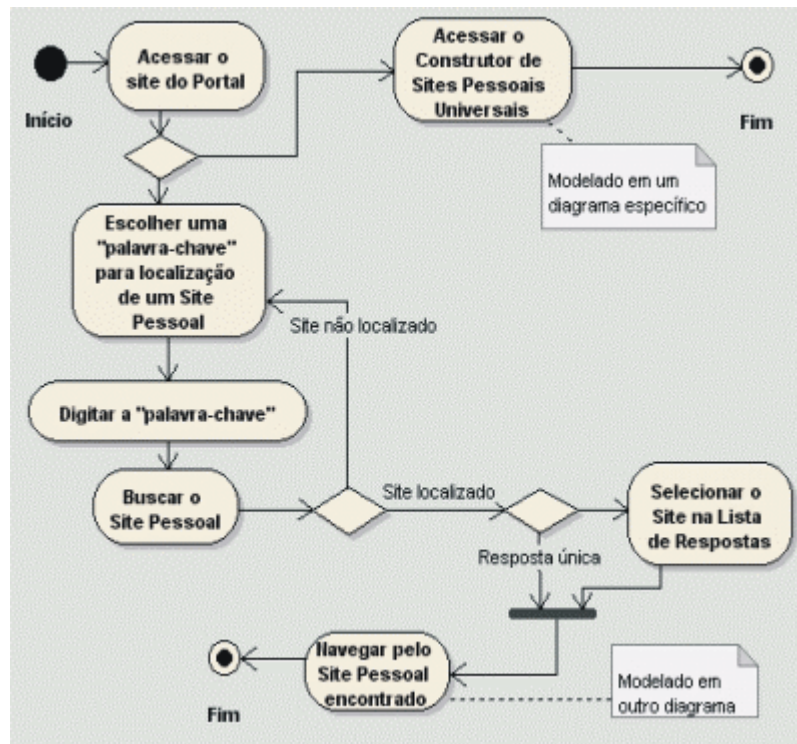 Acessar o
site do Portal
Início
Acessar o
Construtor de
Sites Pessoais
Universais
Fim
Modelado em um
diagrama específico
Escolher uma
"palavra-chave"
para localização
de um Site
Pessoal
Site não localizado
Digitar a "palavra-chave"
Buscar o
Site Pessoal
Site localizado
Selecionar o
Site na Lista
de Respostas
Resposta única
Navegar pelo
Site Pessoal
encontrado
Fim
Modelado em
outro diagrama